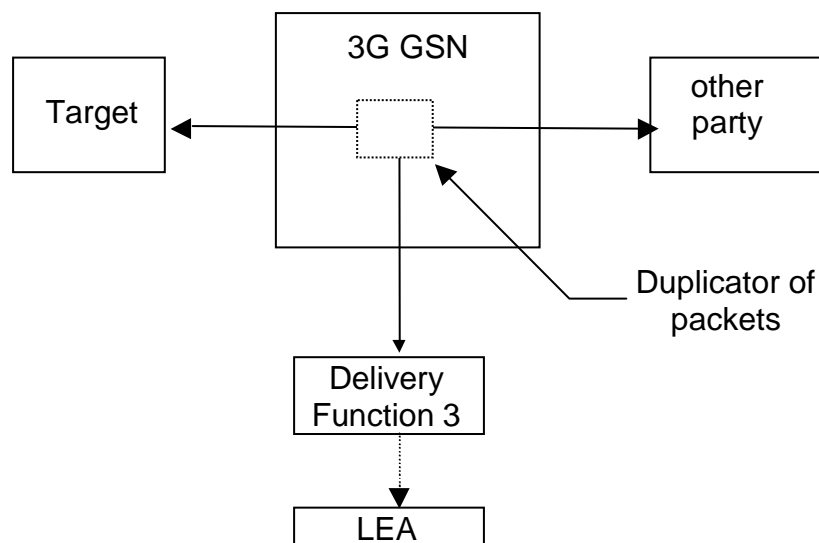 3G GSN
Target
other
party
Duplicator of
packets
Delivery
Function 3
LEA